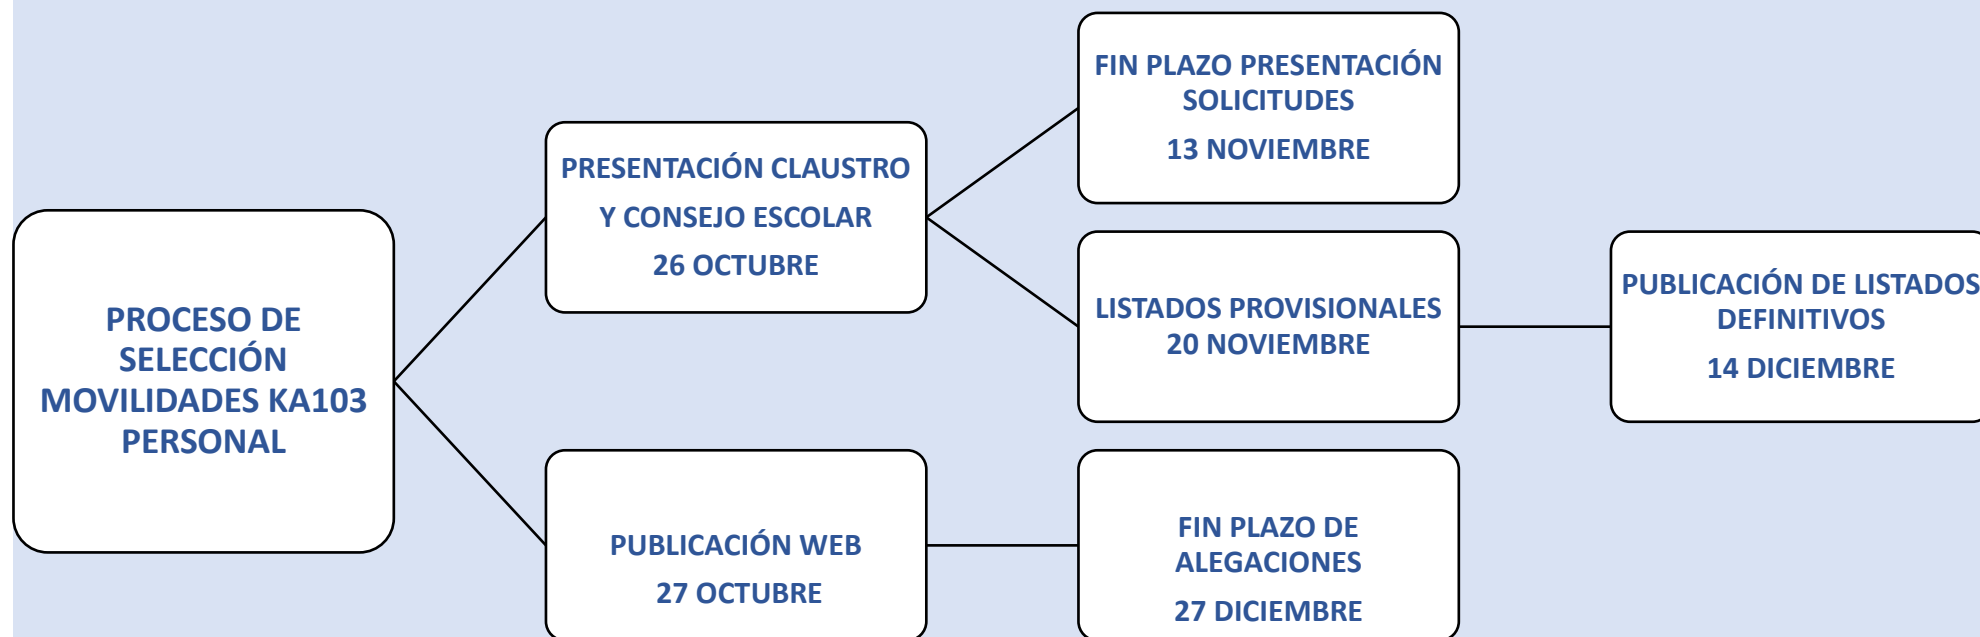 PROCESO DE
SELECCIÓN
MOVILIDADES KA103
PERSONAL
PRESENTACIÓN CLAUSTRO
Y CONSEJO ESCOLAR
26 OCTUBRE
FIN PLAZO PRESENTACIÓN
SOLICITUDES
13 NOVIEMBRE
LISTADOS PROVISIONALES
20 NOVIEMBRE
PUBLICACIÓN DE LISTADOS
DEFINITIVOS
14 DICIEMBRE
PUBLICACIÓN WEB
27 OCTUBRE
FIN PLAZO DE
ALEGACIONES
27 DICIEMBRE